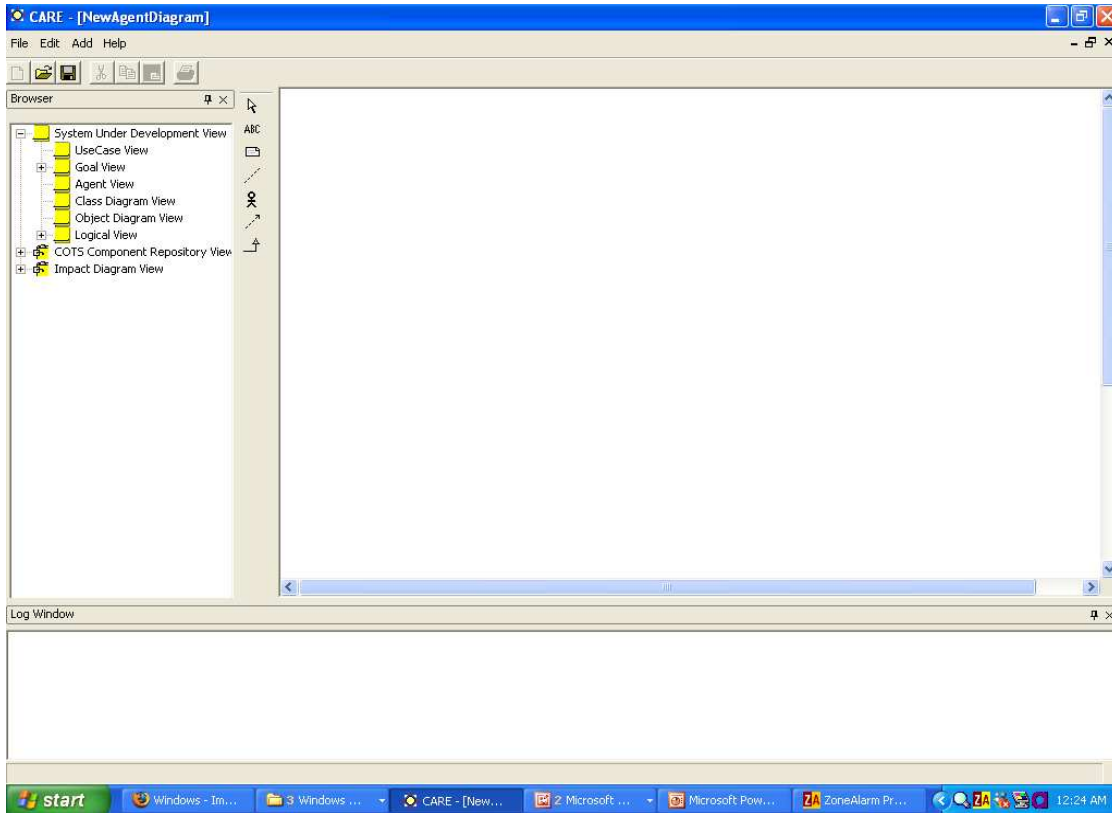 CARE - [NewAgentDiagram]
File Edit Add Help
Browser
System Under Development View
UseCase View
Goal View
Agent View
Class Diagram View
Object Diagram View
Logical View
COTS Component Repository View
Impact Diagram View
ABC
Log Window
start
Windows - Im...
3 Windows ...
CARE - [New...
2 Microsoft ...
Microsoft Pow...
ZA ZoneAlarm Pr...
ZA
12:24 AM